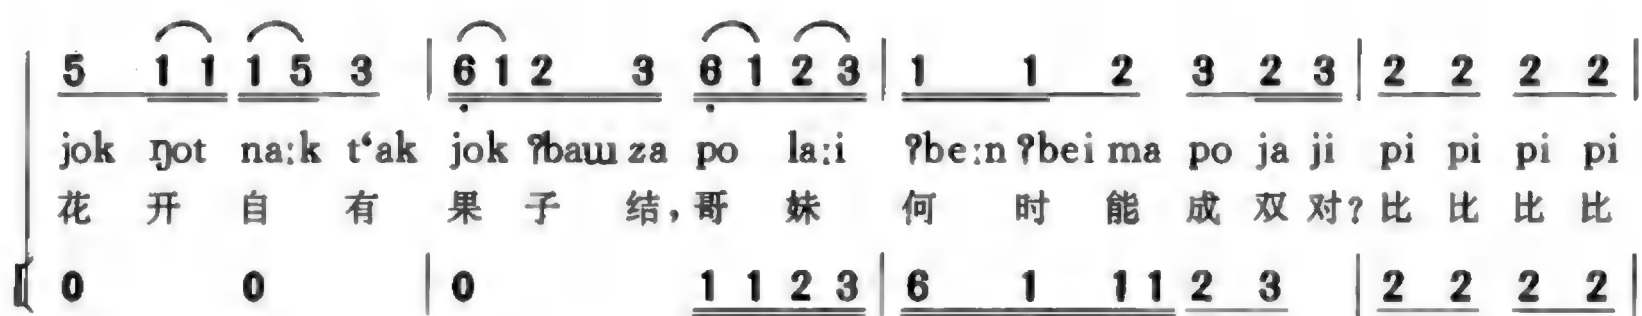 5 1 1 1 5 3 | 6 1 2 3 6 1 2 3 | 1 1 2 3 2 3 | 2 2 2 2 |
jok ŋot na:k t‘ak jok ʔbaɯ za po la:i ʔbe:n ʔbei ma po ja ji pi pi pi pi
花 开 自 有 果 子 结，哥 妹 何 时 能 成 双 对？比 比 比 比
0 0 | 0 1 1 2 3 | 6 1 1 1 2 3 | 2 2 2 2 |